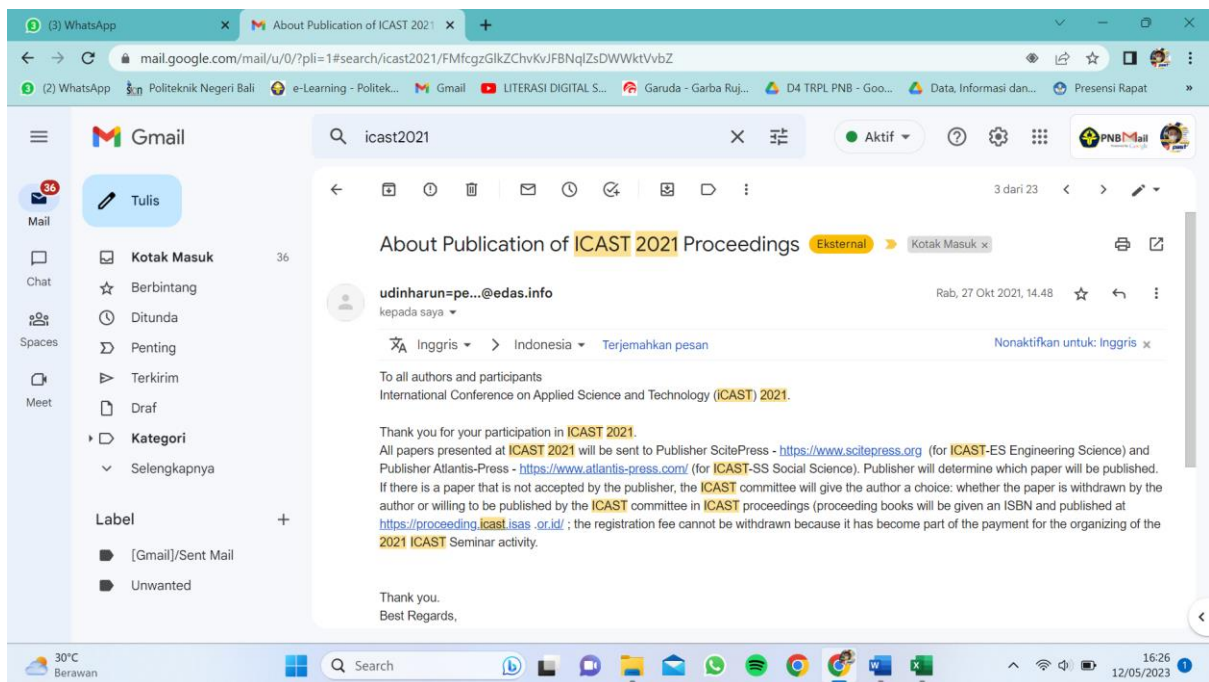 (3) WhatsApp
About Publication of ICAST 2021
mail.google.com/mail/u/0/?pli=1#search/icast2021/FMfcgzGlkZChvKvJFBNqlZsDWWktVvbZ
(2) WhatsApp Politeknik Negeri Bali e-Learning - Politek... Gmail LITERASI DIGITAL S... Garuda - Garba Ruj... D4 TRPL PNB - Goo... Data, Informasi dan... Presensi Rapat »
Gmail
icast2021
Aktif
PNBMail
36
Mail
Chat
Spaces
Meet
Tulis
Kotak Masuk 36
Berbintang
Ditunda
Penting
Terkirim
Draf
Kategori
Selengkapnya
Label +
[Gmail]/Sent Mail
Unwanted
3 dari 23
About Publication of ICAST 2021 Proceedings Eksternal Kotak Masuk x
udinharun=pe...@edas.info
Rab, 27 Okt 2021, 14.48
kepada saya
Inggris > Indonesia Terjemahkan pesan
Nonaktifkan untuk: Inggris x
To all authors and participants
International Conference on Applied Science and Technology (iCAST) 2021.
Thank you for your participation in ICAST 2021.
All papers presented at ICAST 2021 will be sent to Publisher ScitePress - https://www.scitepress.org (for ICAST-ES Engineering Science) and
Publisher Atlantis-Press - https://www.atlantis-press.com/ (for ICAST-SS Social Science). Publisher will determine which paper will be published.
If there is a paper that is not accepted by the publisher, the ICAST committee will give the author a choice: whether the paper is withdrawn by the
author or willing to be published by the ICAST committee in ICAST proceedings (proceeding books will be given an ISBN and published at
https://proceeding.icast.isas .or.id/ ; the registration fee cannot be withdrawn because it has become part of the payment for the organizing of the
2021 ICAST Seminar activity.
Thank you.
Best Regards,
30°C
Berawan
Search
16:26
12/05/2023
1